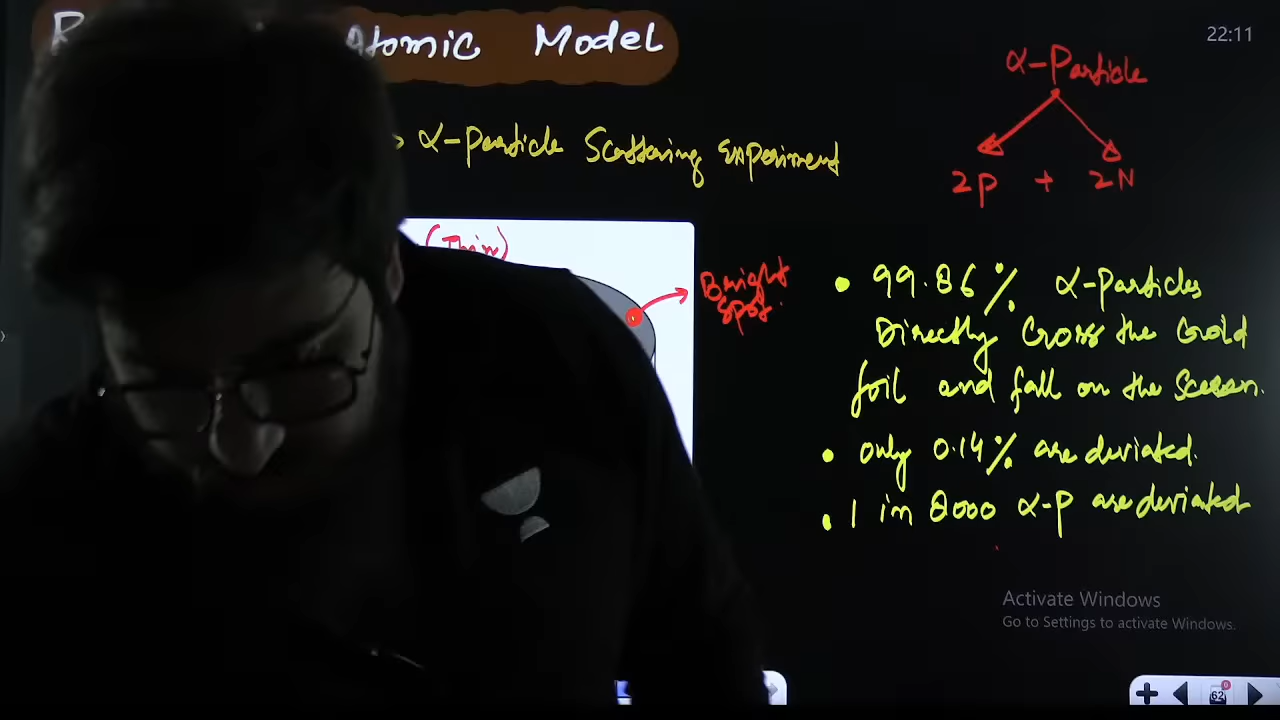 Atomic Model
22:11
α-Particle
α-Particle Scattering Experiment
2P + 2N
(Thin)
Bright
Spot.
• 99.86% α-Particles
Directly Cross the Gold
foil and fall on the Screen.
• only 0.14% are deviated.
• 1 in 8000 α-P are deviated
Activate Windows
Go to Settings to activate Windows.
62